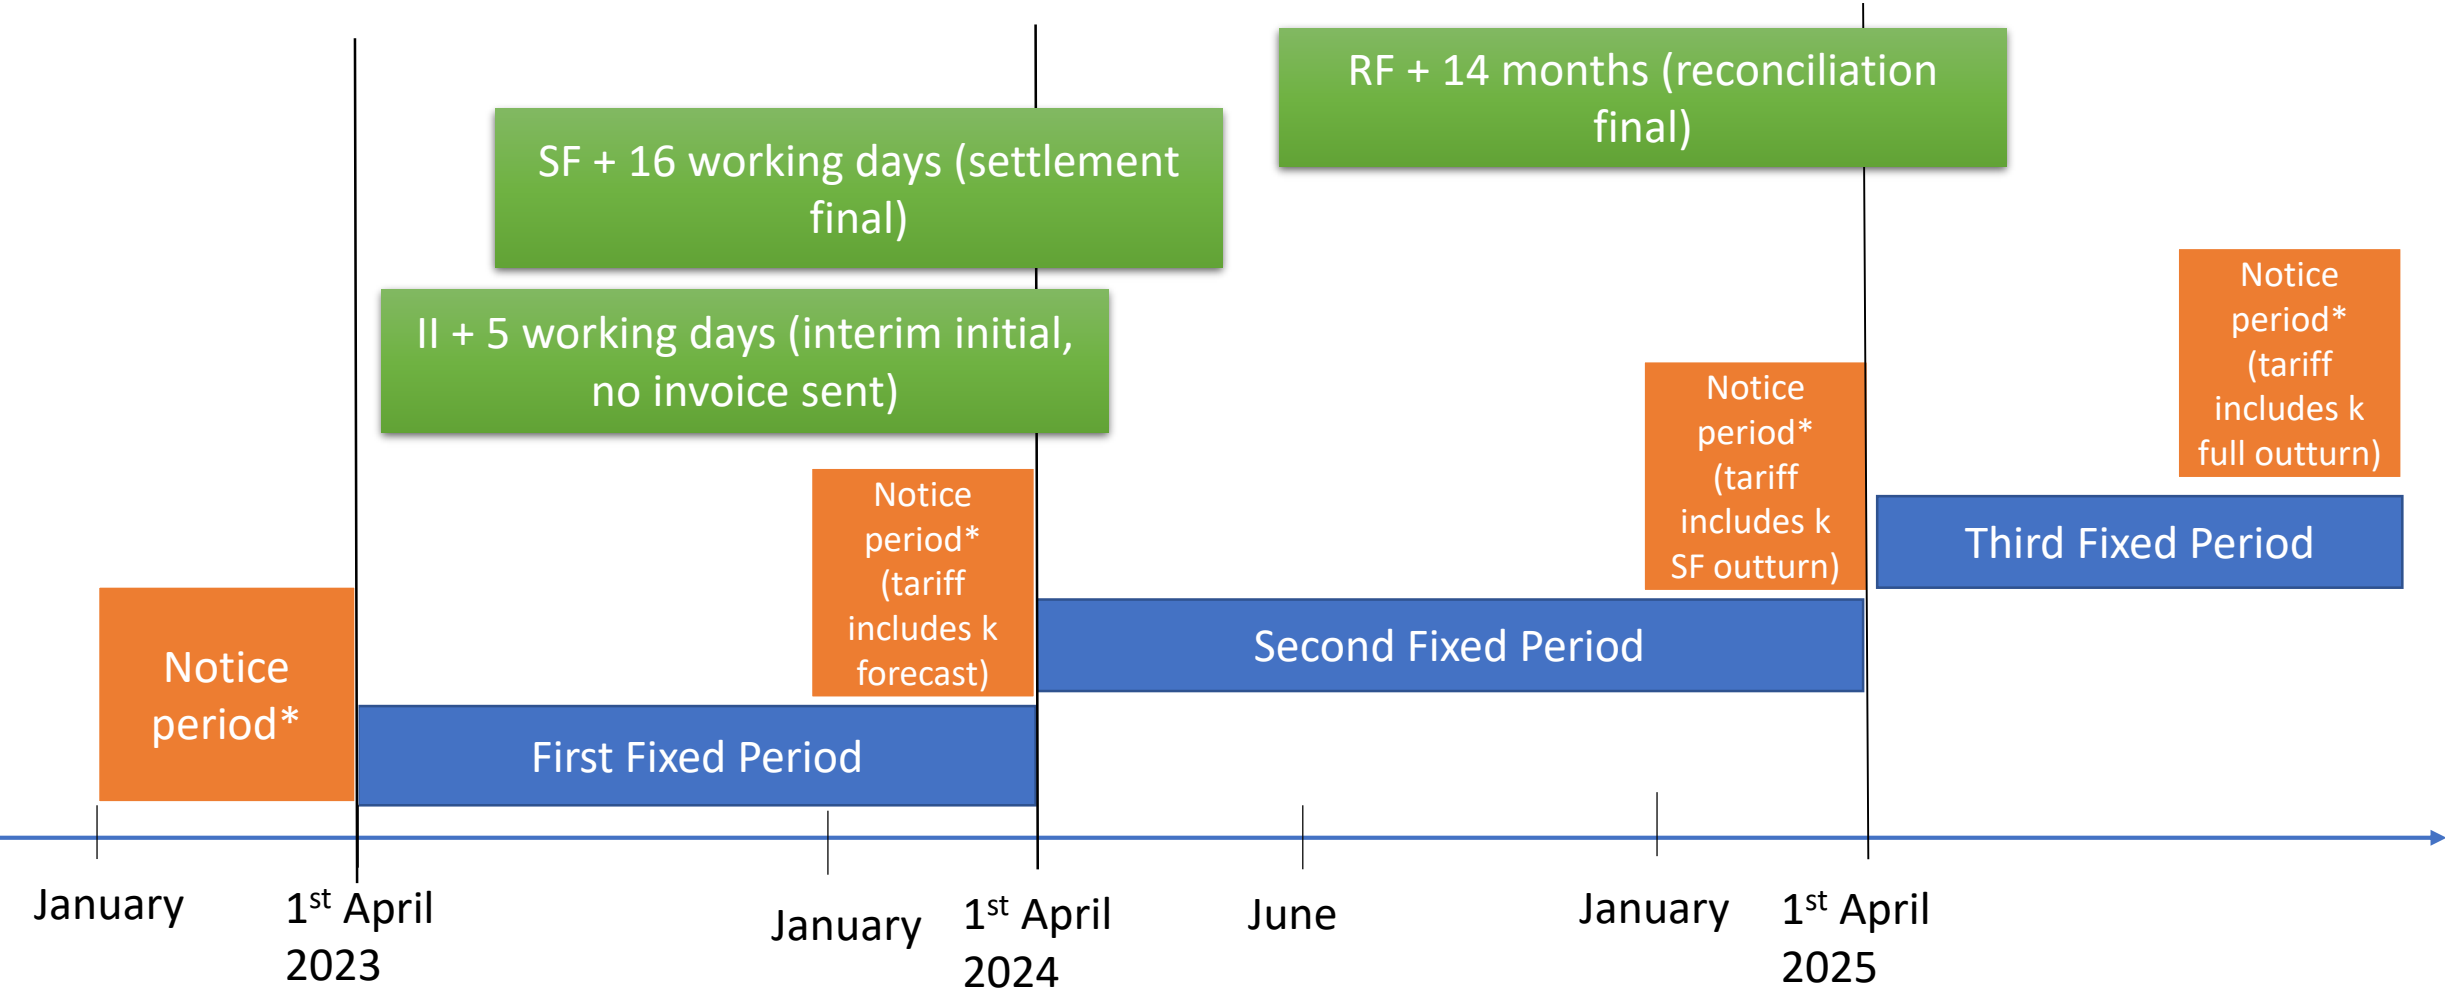 RF + 14 months (reconciliation
final)
SF + 16 working days (settlement
final)
II + 5 working days (interim initial,
no invoice sent)
Notice
period*
(tariff
includes k
full outturn)
Notice
period*
(tariff
includes k
SF outturn)
Notice
period*
(tariff
includes k
forecast)
Third Fixed Period
Second Fixed Period
Notice
period*
First Fixed Period
January
1st April
2023
January
1st April
2024
June
January
1st April
2025